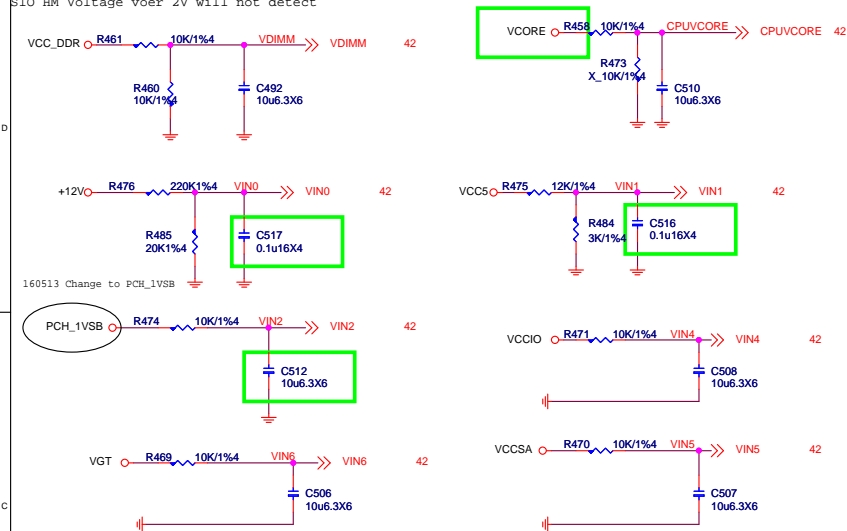 SIO HM Voltage voer 2V will not detect
VCC_DDR R461 10K/1%4 VDIMM VDIMM 42
R460
10K/1%4
C492
10u6.3X6
VCORE R458 10K/1%4 CPUVCORE CPUVCORE 42
R473
X_10K/1%4
C510
10u6.3X6
D
+12V R476 220K1%4 VIN0 VIN0 42
R485
20K1%4
C517
0.1u16X4
VCC5 R475 12K/1%4 VIN1 VIN1 42
R484
3K/1%4
C516
0.1u16X4
160513 Change to PCH_1VSB
PCH_1VSB R474 10K/1%4 VIN2 VIN2 42
C512
10u6.3X6
VCCIO R471 10K/1%4 VIN4 VIN4 42
C508
10u6.3X6
VGT R469 10K/1%4 VIN6 VIN6 42
C506
10u6.3X6
VCCSA R470 10K/1%4 VIN5 VIN5 42
C507
10u6.3X6
C